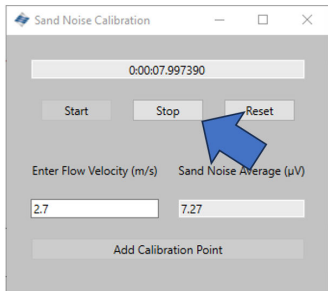 Sand Noise Calibration
0:00:07.997390
Start Stop Reset
Enter Flow Velocity (m/s) Sand Noise Average (µV)
2.7 7.27
Add Calibration Point